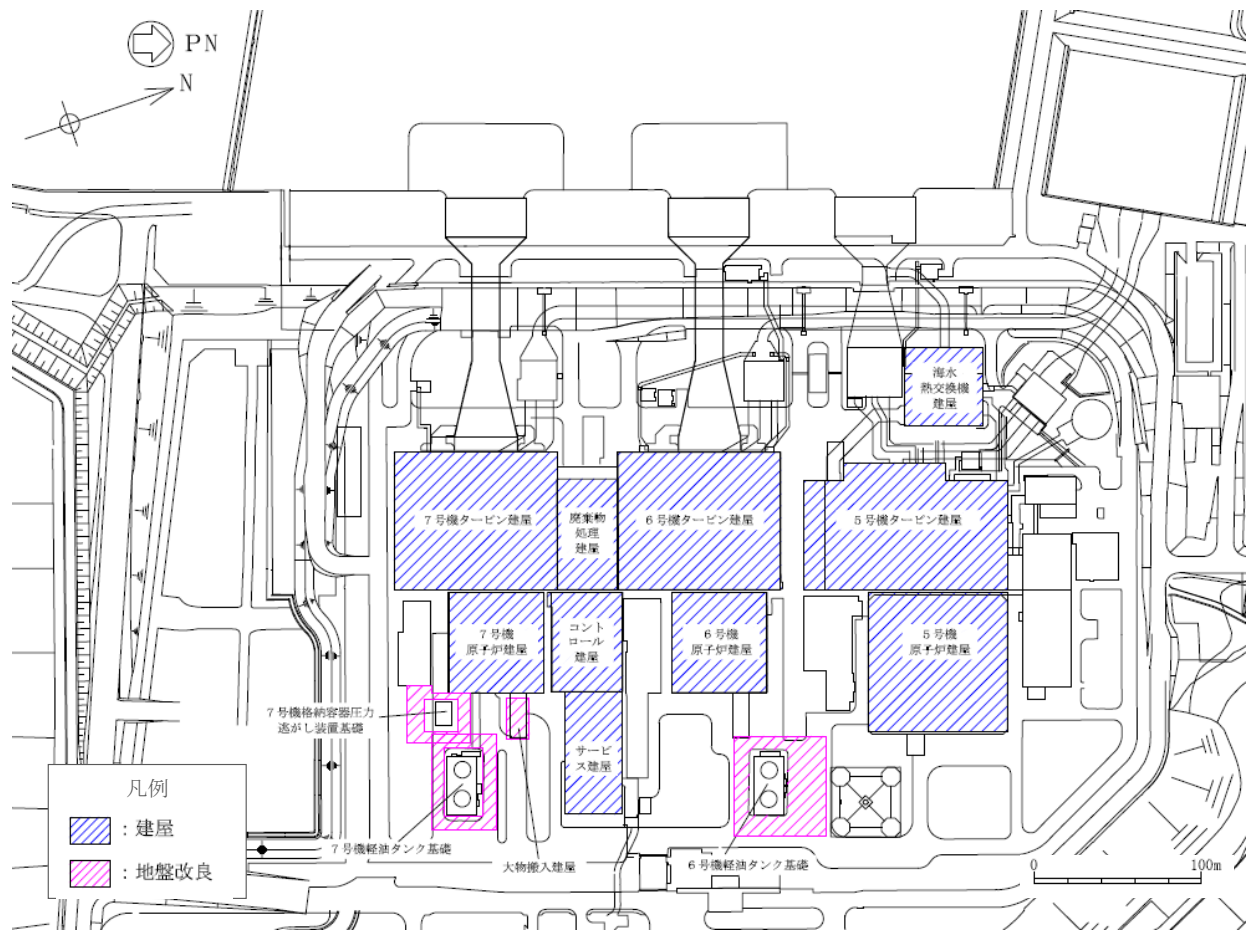 PN
N
海水
熱交換機
建屋
7号機タービン建屋
廃棄物
処理
建屋
6号機タービン建屋
5号機タービン建屋
7号機
原子炉建屋
コント
ロール
建屋
6号機
原子炉建屋
5号機
原子炉建屋
7号機格納容器圧力
逃がし装置基礎
サービ
ス建屋
凡例
:建屋
:地盤改良
7号機軽油タンク基礎
大物搬入建屋
6号機軽油タンク基礎
0
100m